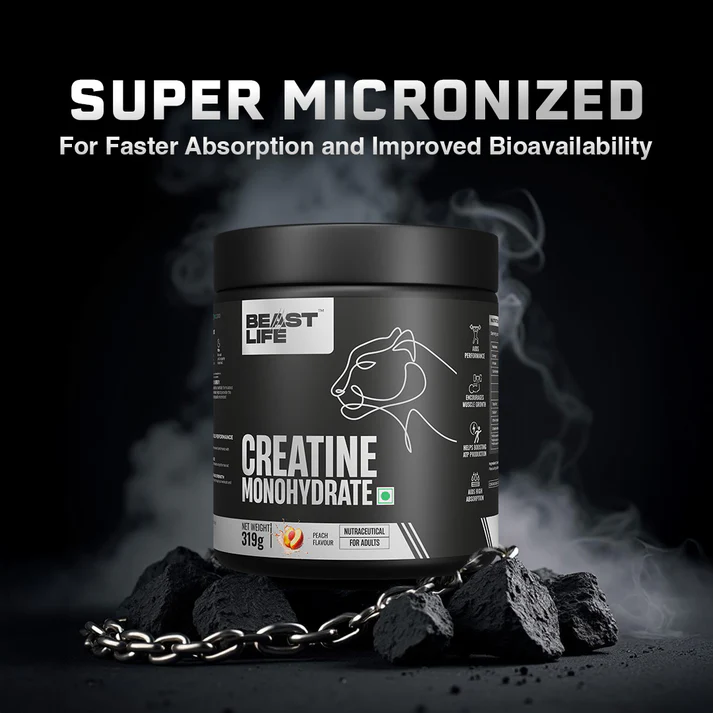 SUPER MICRONIZED
For Faster Absorption and Improved Bioavailability
BEAST
LIFE
™
AIDS
PERFORMANCE
ENCOURAGES
MUSCLE GROWTH
HELPS BOOSTING
ATP PRODUCTION
AIDS HIGH
ABSORPTION
CREATINE
MONOHYDRATE
NET WEIGHT
319g
PEACH
FLAVOUR
NUTRACEUTICAL
FOR ADULTS